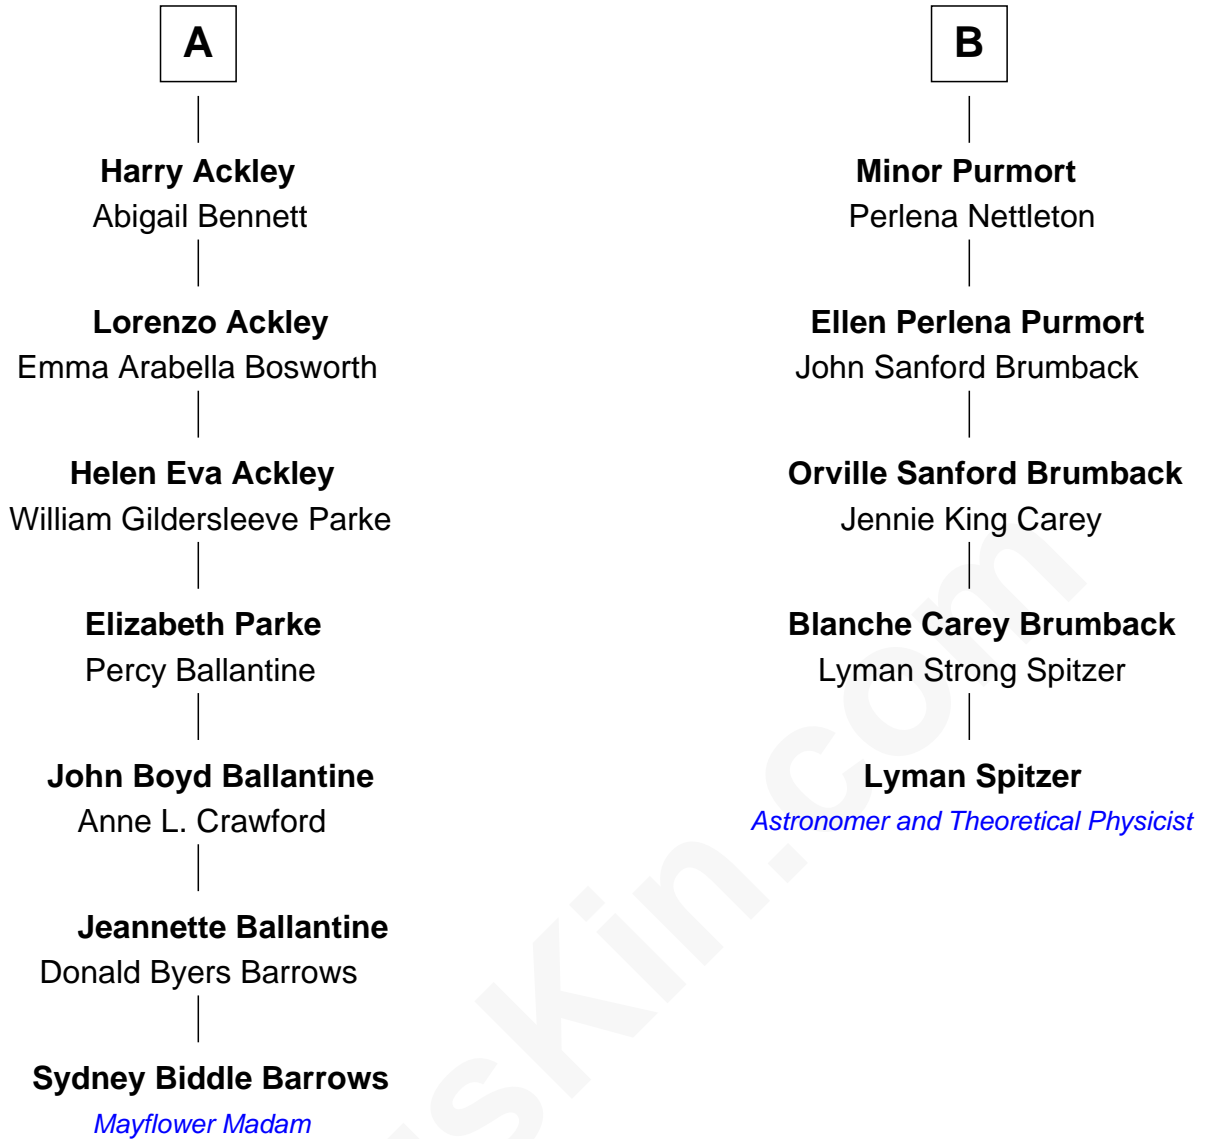 A
Harry Ackley
Abigail Bennett
Lorenzo Ackley
Emma Arabella Bosworth
Helen Eva Ackley
William Gildersleeve Parke
Elizabeth Parke
Percy Ballantine
John Boyd Ballantine
Anne L. Crawford
Jeannette Ballantine
Donald Byers Barrows
Sydney Biddle Barrows
Mayflower Madam
B
Minor Purmort
Perlena Nettleton
Ellen Perlena Purmort
John Sanford Brumback
Orville Sanford Brumback
Jennie King Carey
Blanche Carey Brumback
Lyman Strong Spitzer
Lyman Spitzer
Astronomer and Theoretical Physicist
sKin.com